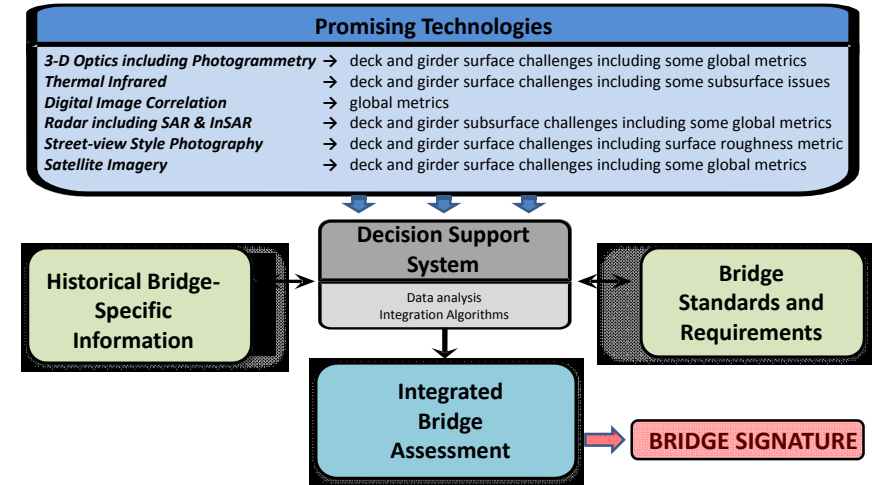 Promising Technologies
3-D Optics including Photogrammetry → deck and girder surface challenges including some global metrics
Thermal Infrared → deck and girder surface challenges including some subsurface issues
Digital Image Correlation → global metrics
Radar including SAR & InSAR → deck and girder subsurface challenges including some global metrics
Street-view Style Photography → deck and girder surface challenges including surface roughness metric
Satellite Imagery → deck and girder surface challenges including some global metrics
Decision Support
System
Data analysis
Integration Algorithms
Historical Bridge-
Specific
Information
Bridge
Standards and
Requirements
Integrated
Bridge
Assessment
BRIDGE SIGNATURE